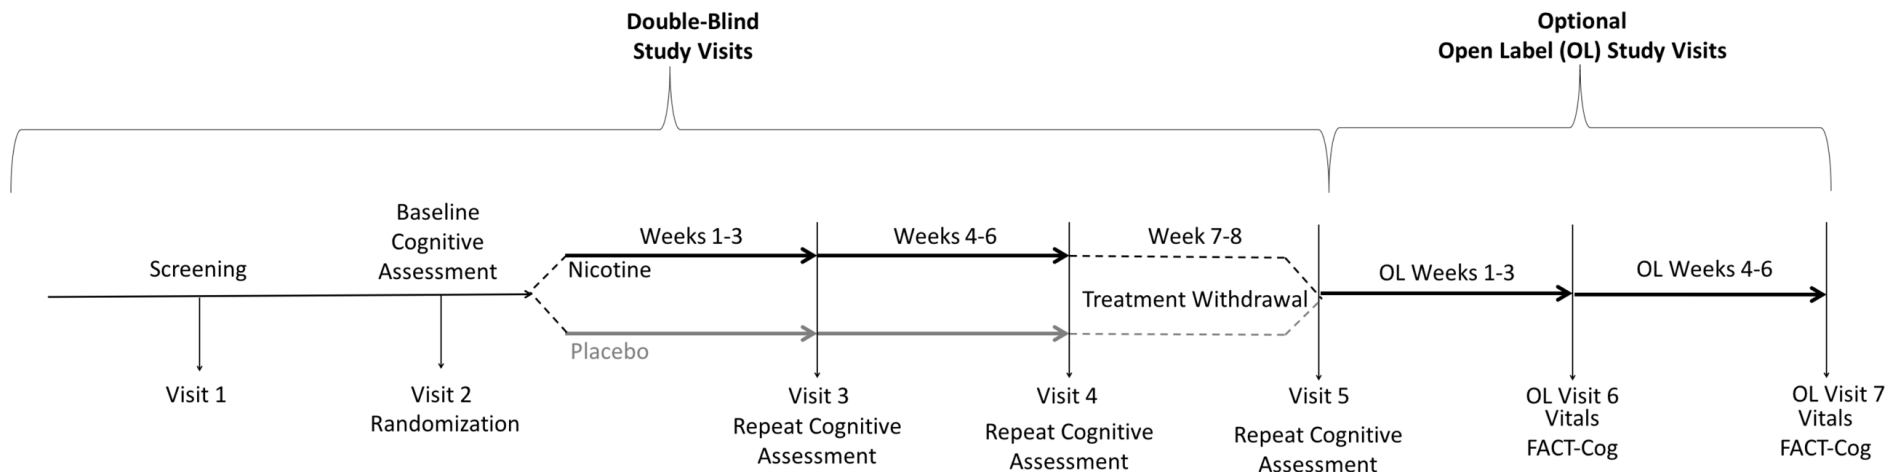 Double-Blind
Study Visits
Optional
Open Label (OL) Study Visits
Baseline
Cognitive
Assessment
Screening
Weeks 1-3
Weeks 4-6
Week 7-8
Nicotine
OL Weeks 1-3
OL Weeks 4-6
Treatment Withdrawal
Placebo
Visit 1
Visit 2
Randomization
Visit 3
Repeat Cognitive
Assessment
Visit 4
Repeat Cognitive
Assessment
Visit 5
Repeat Cognitive
Assessment
OL Visit 6
Vitals
FACT-Cog
OL Visit 7
Vitals
FACT-Cog